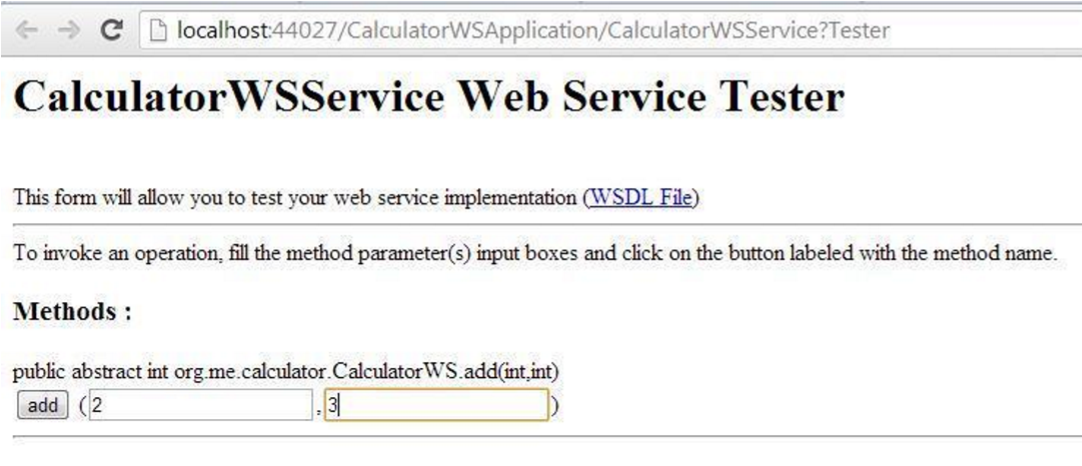 localhost:44027/CalculatorWSApplication/CalculatorWSService?Tester
CalculatorWSService Web Service Tester
This form will allow you to test your web service implementation (WSDL File)
To invoke an operation, fill the method parameter(s) input boxes and click on the button labeled with the method name.
Methods :
public abstract int org.me.calculator.CalculatorWS.add(int,int)
add (2 ,3)